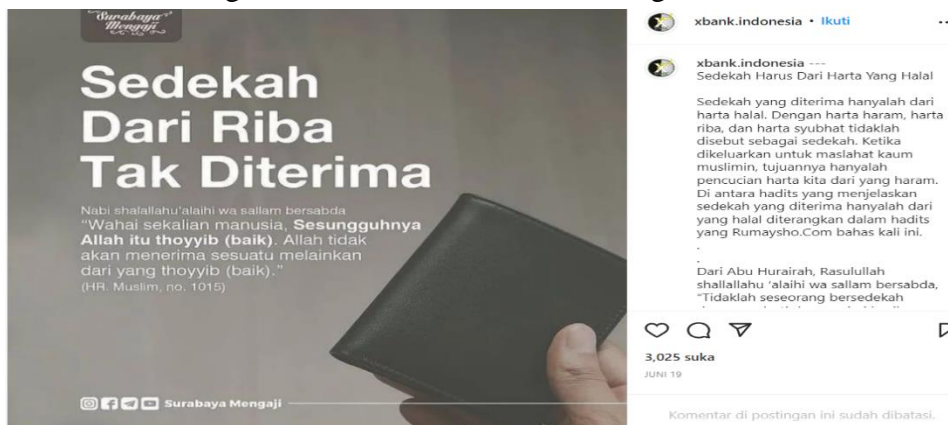 Surabaya
Mengaji
Sedekah
Dari Riba
Tak Diterima
Nabi shalallahu'alaihi wa sallam bersabda
"Wahai sekalian manusia, Sesungguhnya
Allah itu thoyyib (baik). Allah tidak
akan menerima sesuatu melainkan
dari yang thoyyib (baik)."
(HR. Muslim, no. 1015)
Surabaya Mengaji
xbank.indonesia • Ikuti
xbank.indonesia ---
Sedekah Harus Dari Harta Yang Halal
Sedekah yang diterima hanyalah dari
harta halal. Dengan harta haram, harta
riba, dan harta syubhat tidaklah
disebut sebagai sedekah. Ketika
dikeluarkan untuk maslahat kaum
muslimin, tujuannya hanyalah
pencucian harta kita dari yang haram.
Di antara hadits yang menjelaskan
sedekah yang diterima hanyalah dari
yang halal diterangkan dalam hadits
yang Rumaysho.Com bahas kali ini.
.
.
Dari Abu Hurairah, Rasulullah
shallallahu 'alaihi wa sallam bersabda,
"Tidaklah seseorang bersedekah
3,025 suka
JUNI 19
Komentar di postingan ini sudah dibatasi.